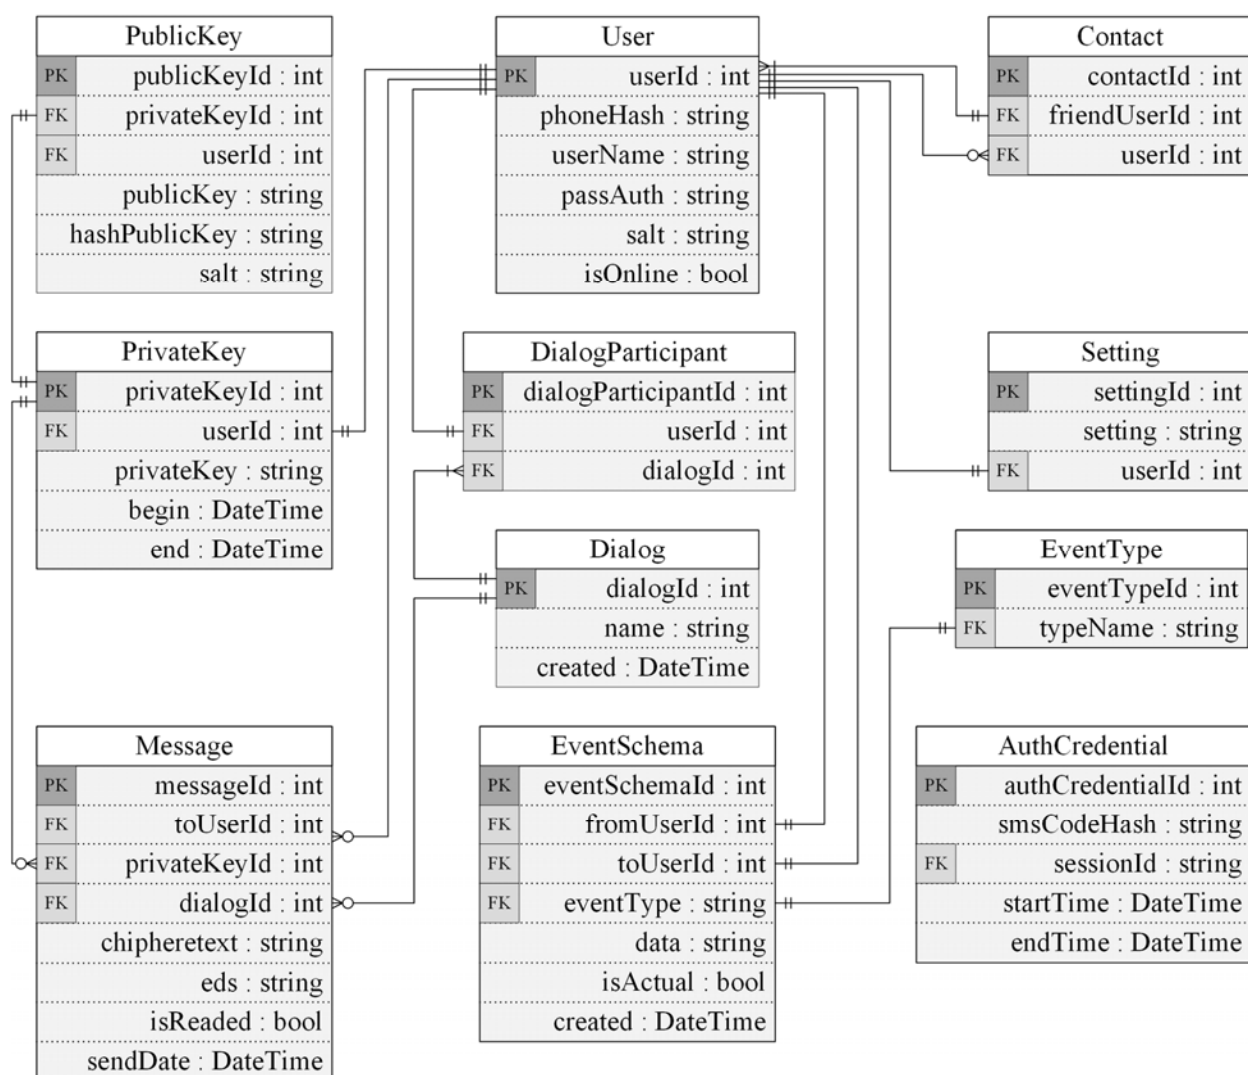 PublicKey
PK publicKeyId : int
FK privateKeyId : int
FK userId : int
publicKey : string
hashPublicKey : string
salt : string
User
PK userId : int
phoneHash : string
userName : string
passAuth : string
salt : string
isOnline : bool
Contact
PK contactId : int
FK friendUserId : int
FK userId : int
PrivateKey
PK privateKeyId : int
FK userId : int
privateKey : string
begin : DateTime
end : DateTime
DialogParticipant
PK dialogParticipantId : int
FK userId : int
FK dialogId : int
Setting
PK settingId : int
setting : string
FK userId : int
Dialog
PK dialogId : int
name : string
created : DateTime
EventType
PK eventTypeId : int
FK typeName : string
Message
PK messageId : int
FK toUserId : int
FK privateKeyId : int
FK dialogId : int
chipheretext : string
eds : string
isReaded : bool
sendDate : DateTime
EventSchema
PK eventSchemaId : int
FK fromUserId : int
FK toUserId : int
FK eventType : string
data : string
isActual : bool
created : DateTime
AuthCredential
PK authCredentialId : int
smsCodeHash : string
FK sessionId : string
startTime : DateTime
endTime : DateTime